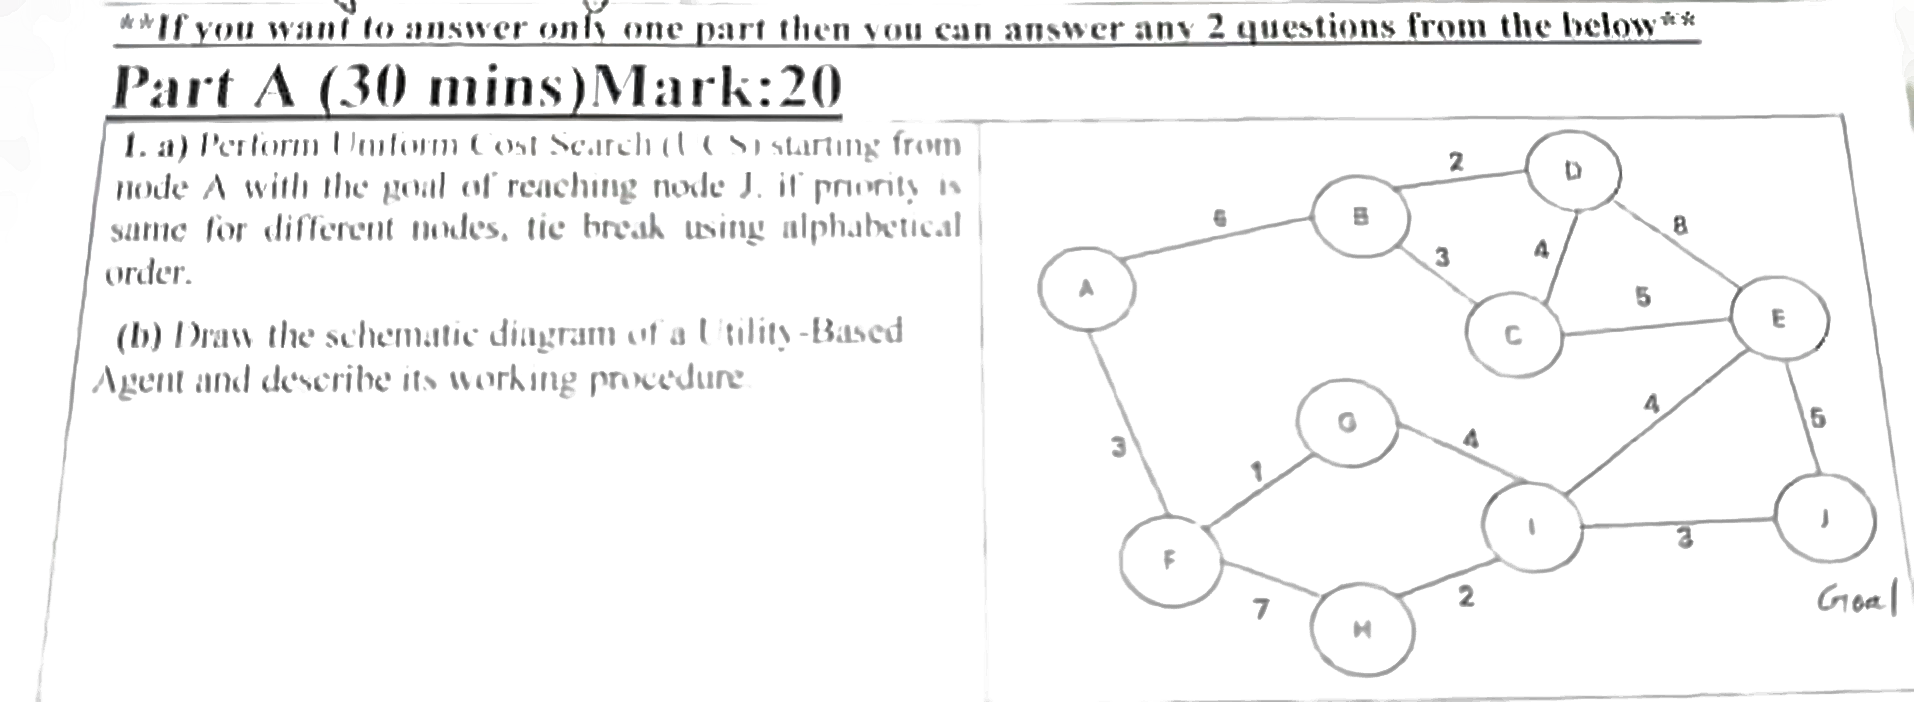 **If you want to answer only one part then you can answer any 2 questions from the below**
Part A (30 mins)Mark:20
1. a) Perform Uniform Cost Search (UCS) starting from
node A with the goal of reaching node J. if priority is
same for different nodes, tie break using alphabetical
order.
(b) Draw the schematic diagram of a Utility-Based
Agent and describe its working procedure
2
D
B
6
8
3
4
A
5
E
C
4
5
G
3
4
1
I
J
F
3
2
7
H
Goal